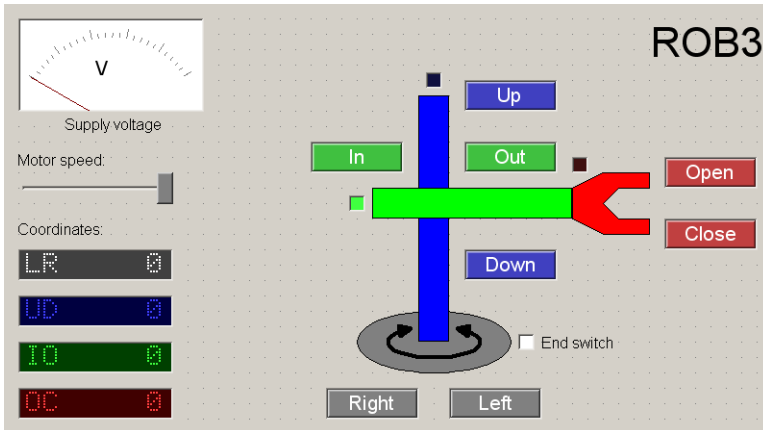 ROB3
V
Supply voltage
Motor speed:
Coordinates:
LR 0
UD 0
IO 0
OC 0
Up
In
Out
Open
Close
Down
End switch
Right
Left